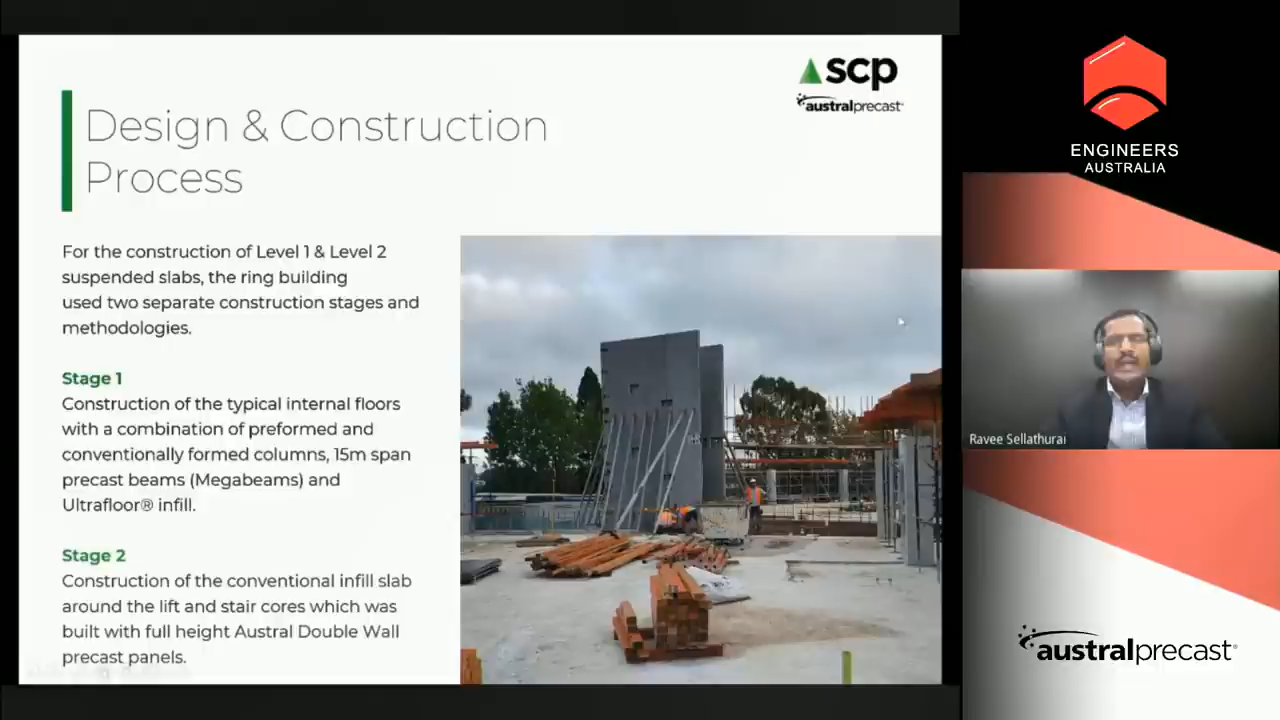 scp
australprecast
Design & Construction
Process
For the construction of Level 1 & Level 2
suspended slabs, the ring building
used two separate construction stages and
methodologies.
Stage 1
Construction of the typical internal floors
with a combination of preformed and
conventionally formed columns, 15m span
precast beams (Megabeams) and
Ultrafloor® infill.
Stage 2
Construction of the conventional infill slab
around the lift and stair cores which was
built with full height Austral Double Wall
precast panels.
ENGINEERS
AUSTRALIA
Ravee Sellathurai
australprecast®